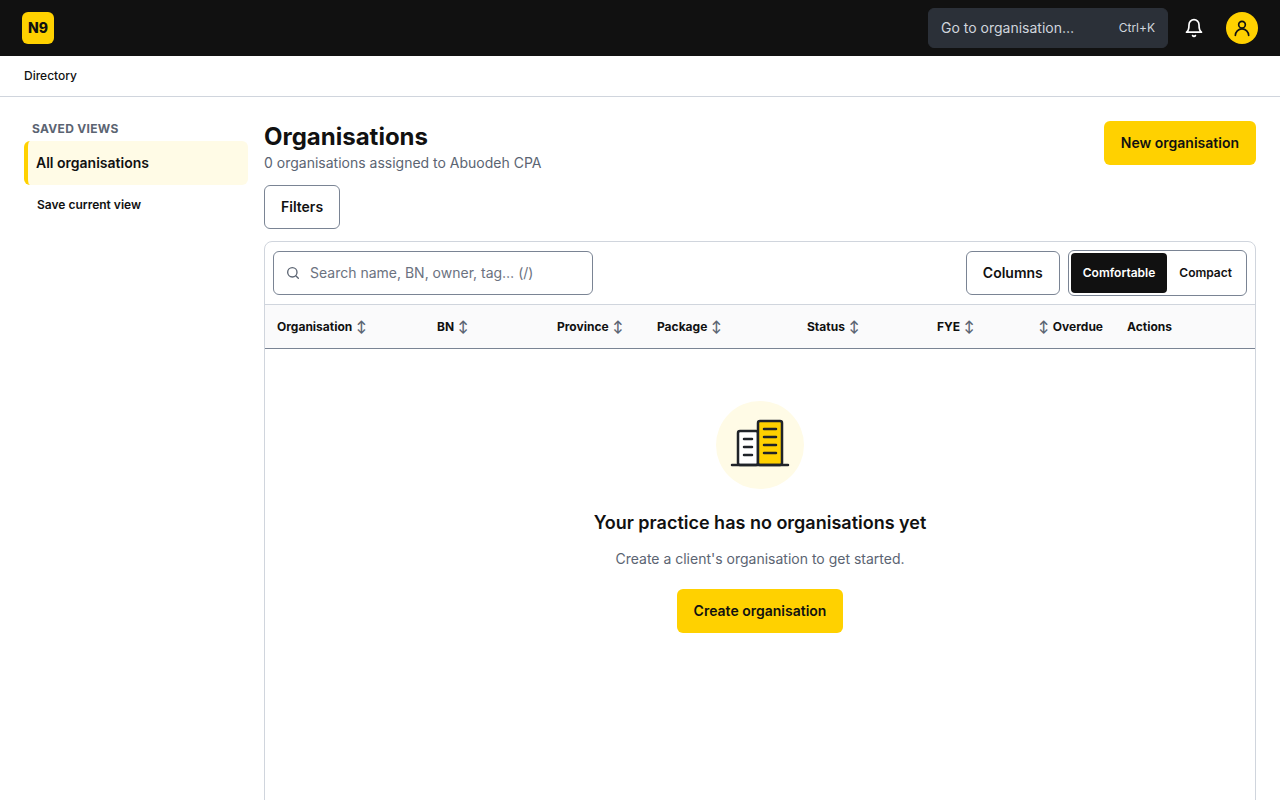 N9
Go to organisation... Ctrl+K
Directory
SAVED VIEWS
All organisations
Save current view
Organisations
0 organisations assigned to Abuodeh CPA
New organisation
Filters
Search name, BN, owner, tag... (/)
Columns
Comfortable
Compact
Organisation BN Province Package Status FYE Overdue Actions
Your practice has no organisations yet
Create a client's organisation to get started.
Create organisation